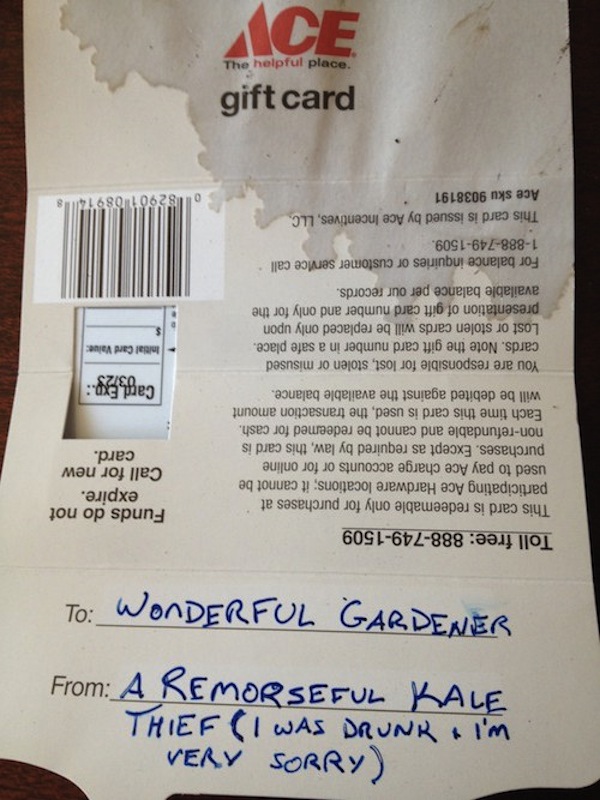 ACE
The helpful place.
gift card
Toll free: 888-749-1509
This card is redeemable only for purchases at
participating Ace Hardware locations; it cannot be
used to pay Ace charge accounts or for online
purchases. Except as required by law, this card is
non-refundable and cannot be redeemed for cash.
Each time this card is used, the transaction amount
will be debited against the available balance.
You are responsible for lost, stolen or misused
cards. Note the gift card number in a safe place.
Lost or stolen cards will be replaced only upon
presentation of gift card number and only for the
available balance per our records.
For balance inquiries or customer service call
1-888-749-1509.
This card is issued by Ace Incentives, LLC.
Ace sku 9038191
Funds do not
expire.
Call for new
card.
Card Exp.: 03/23
Initial Card Value:
$
0 82901 08914 8
To: WONDERFUL GARDENER
From: A REMORSEFUL KALE
THIEF (I WAS DRUNK & I'M
VERY SORRY)